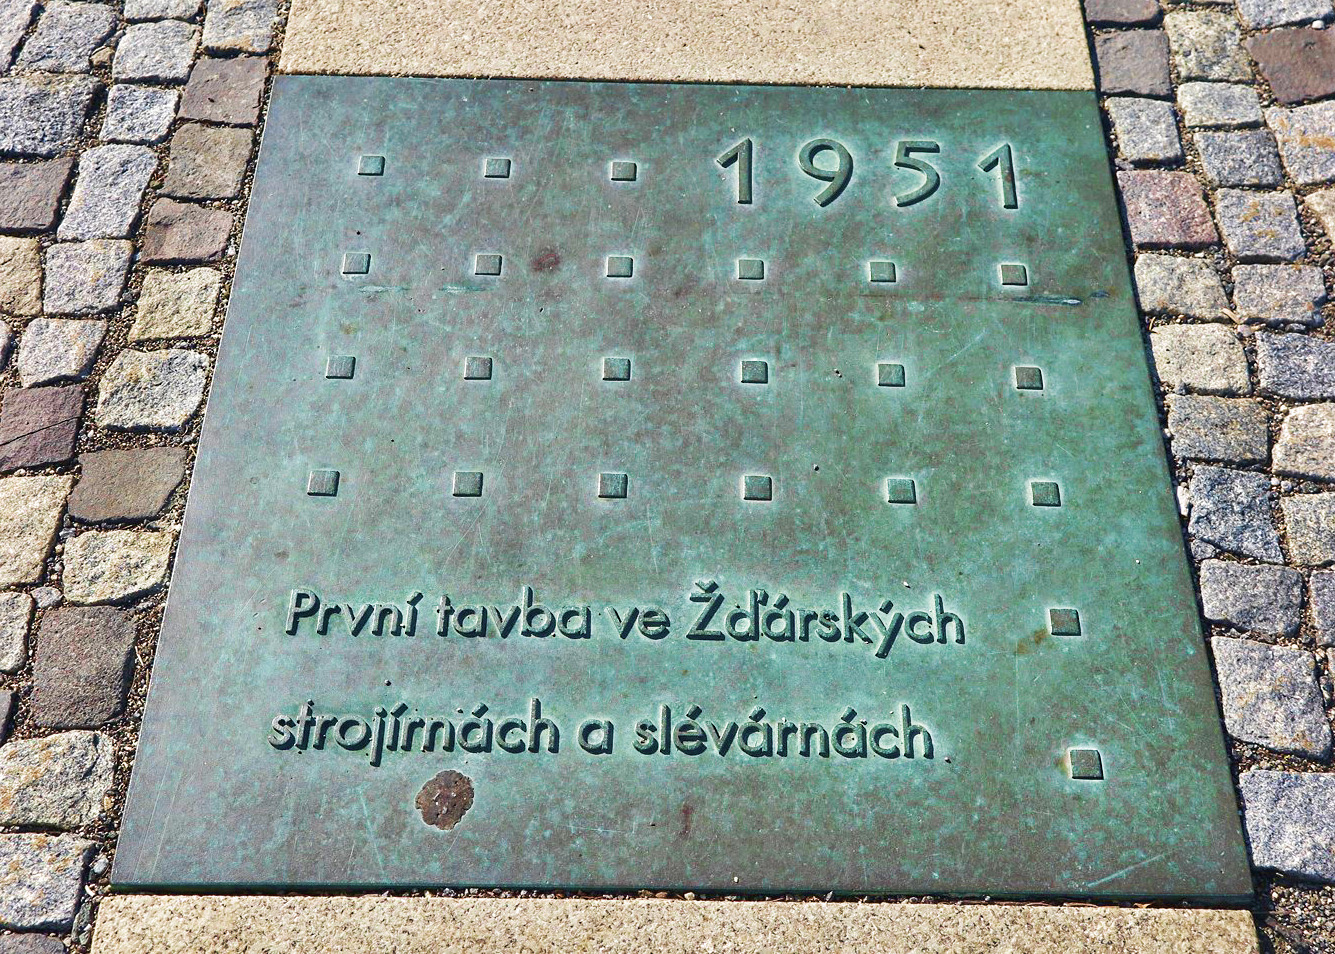 1951
První tavba ve Žďárských
strojírnách a slévárnách